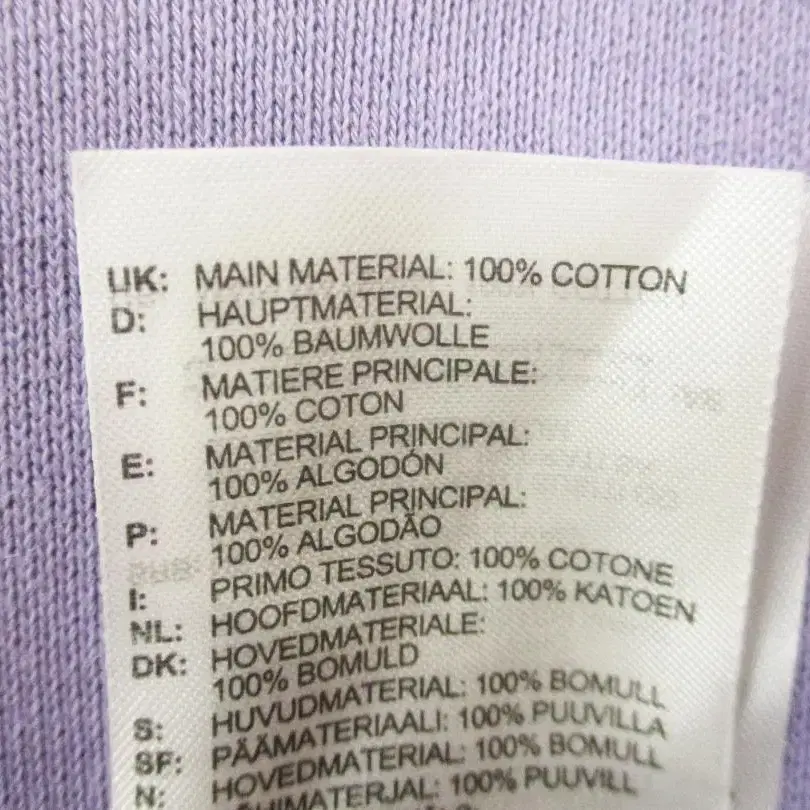 UK: MAIN MATERIAL: 100% COTTON
D: HAUPTMATERIAL:
100% BAUMWOLLE
F: MATIERE PRINCIPALE:
100% COTON
E: MATERIAL PRINCIPAL:
100% ALGODÓN
P: MATERIAL PRINCIPAL:
100% ALGODÃO
I: PRIMO TESSUTO: 100% COTONE
NL: HOOFDMATERIAAL: 100% KATOEN
DK: HOVEDMATERIALE:
100% BOMULD
S: HUVUDMATERIAL: 100% BOMULL
SF: PÄÄMATERIAALI: 100% PUUVILLA
N: HOVEDMATERIAL: 100% BOMULL
100% PUUVILL